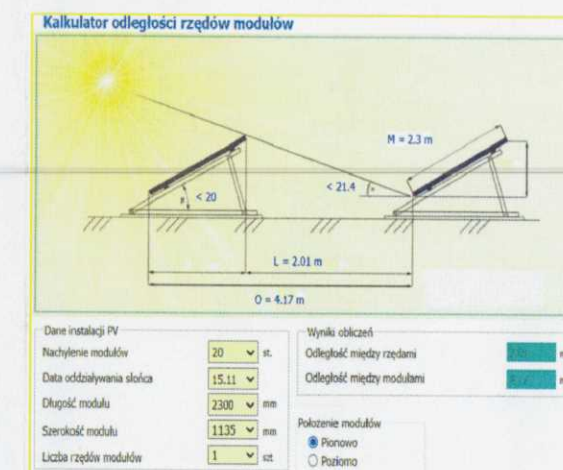 Kalkulator odległości rzędów modułów
M = 2.3 m
< 20
< 21.4
L = 2.01 m
O = 4.17 m
Dane instalacji PV
Nachylenie modułów 20 st.
Data oddziaływania słońca 15.11
Długość modułu 2300 mm
Szerokość modułu 1135 mm
Liczba rzędów modułów 1 szt
Wyniki obliczeń
Odległość między rzędami
Odległość między modułami
Położenie modułów
Pionowo
Poziomo